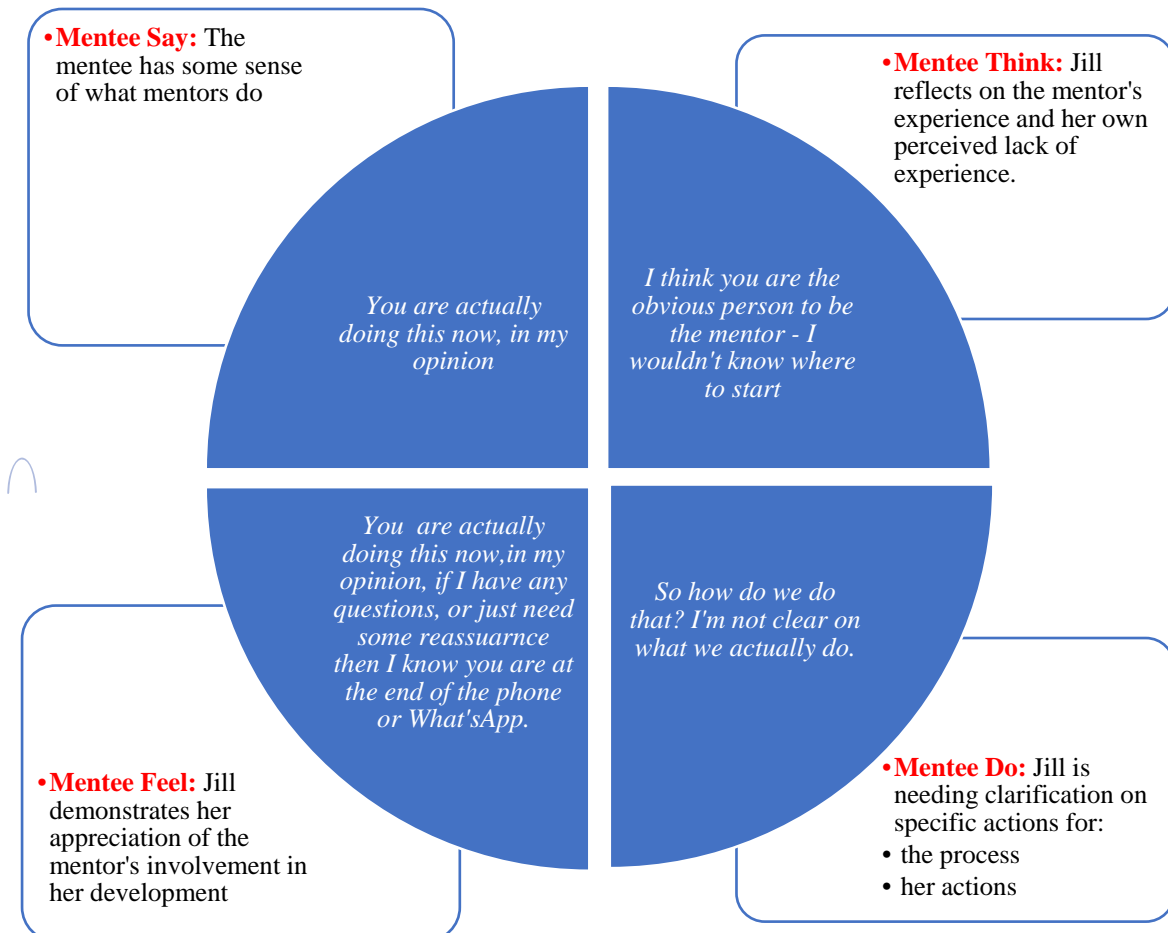 •Mentee Say: The
mentee has some sense
of what mentors do
•Mentee Think: Jill
reflects on the mentor's
experience and her own
perceived lack of
experience.
You are actually
doing this now, in my
opinion
I think you are the
obvious person to be
the mentor - I
wouldn't know where
to start
You  are actually
doing this now,in my
opinion, if I have any
questions, or just need
some reassuarnce
then I know you are at
the end of the phone
or What'sApp.
So how do we do
that? I'm not clear on
what we actually do.
•Mentee Feel: Jill
demonstrates her
appreciation of the
mentor's involvement in
her development
•Mentee Do: Jill is
needing clarification on
specific actions for:
• the process
• her actions